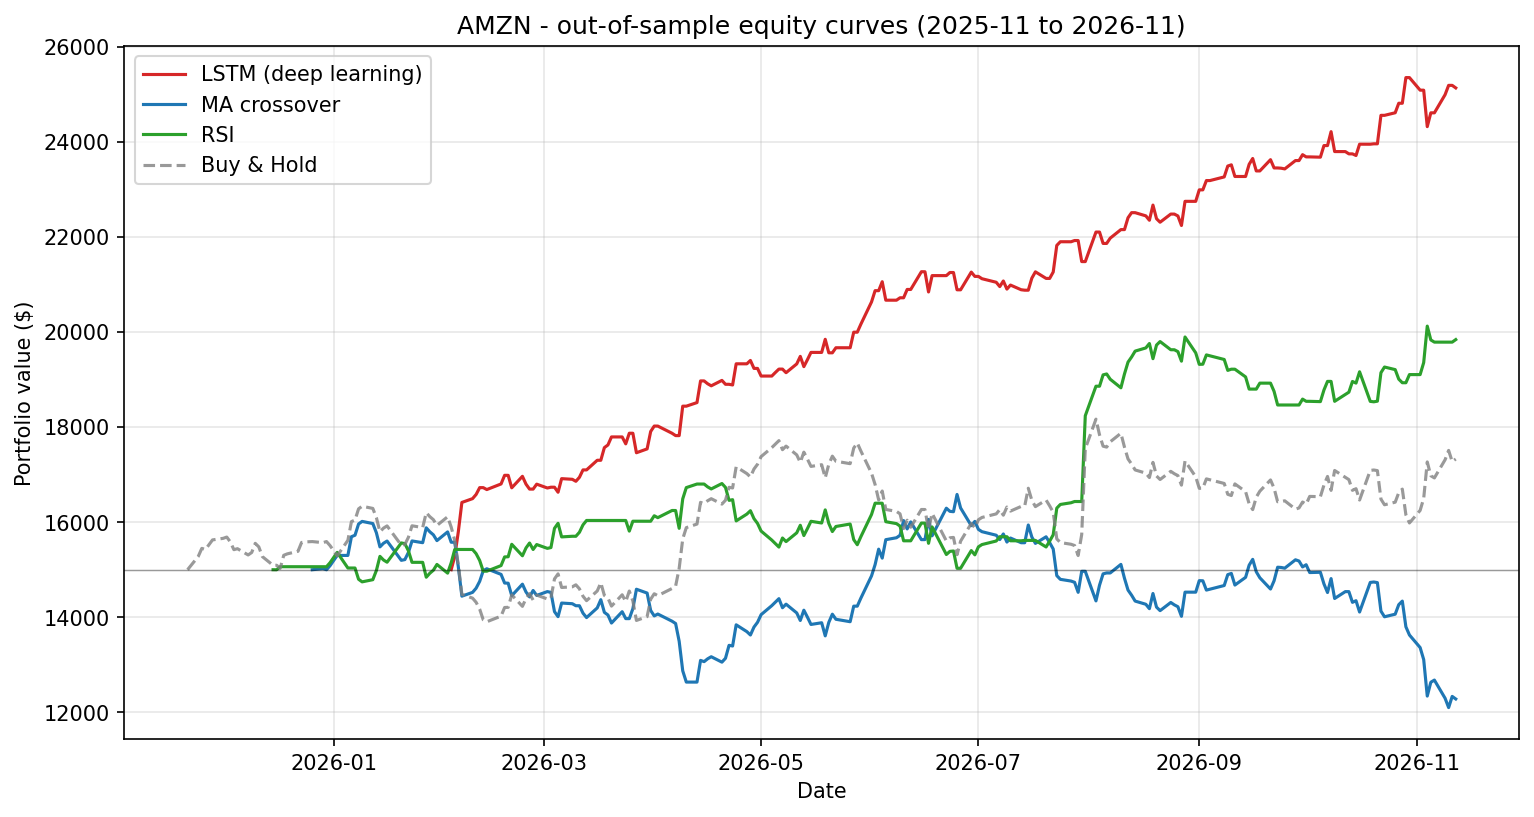 AMZN - out-of-sample equity curves (2025-11 to 2026-11)
26000
24000
22000
20000
18000
16000
14000
12000
Portfolio value ($)
LSTM (deep learning)
MA crossover
RSI
Buy & Hold
2026-01
2026-03
2026-05
2026-07
2026-09
2026-11
Date